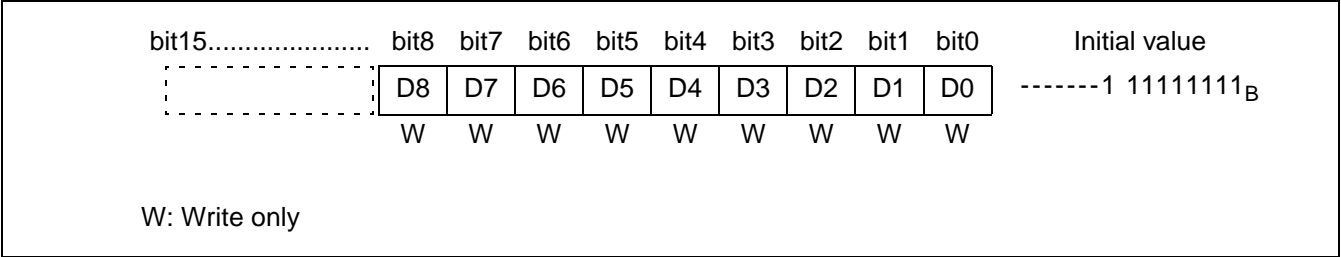 bit15...................... bit8 bit7 bit6 bit5 bit4 bit3 bit2 bit1 bit0 Initial value
D8 D7 D6 D5 D4 D3 D2 D1 D0 -------1 11111111B
W W W W W W W W W
W: Write only